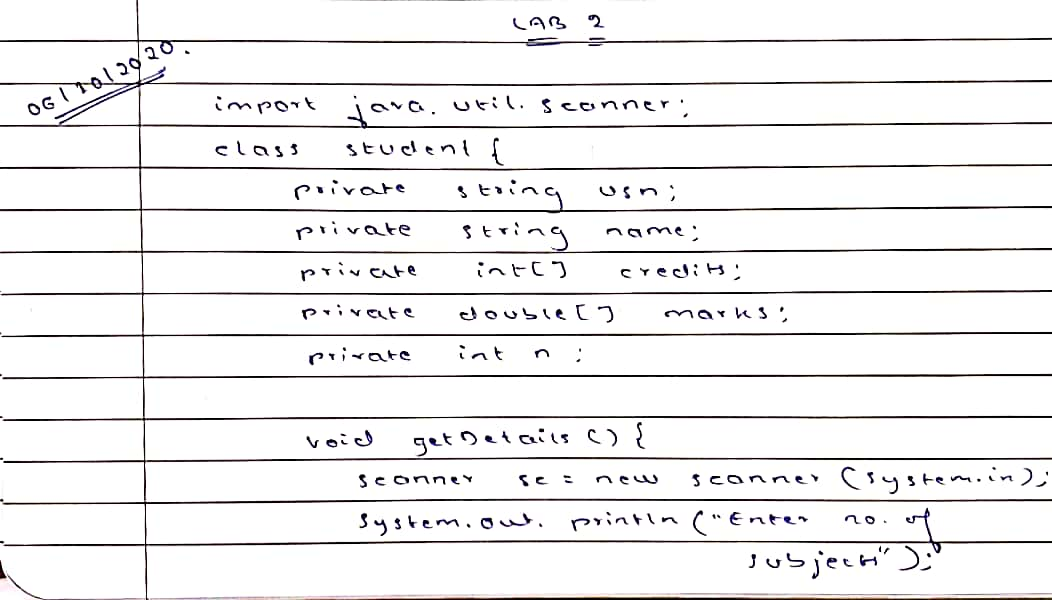 LAB 2
06/10/2020.
import java.util.scanner;
class student {
private string usn;
private string name;
private int[] credits;
private double[] marks;
private int n;
void getDetails () {
scanner sc = new scanner (system.in);
system.out.println ("Enter no. of
subjects");